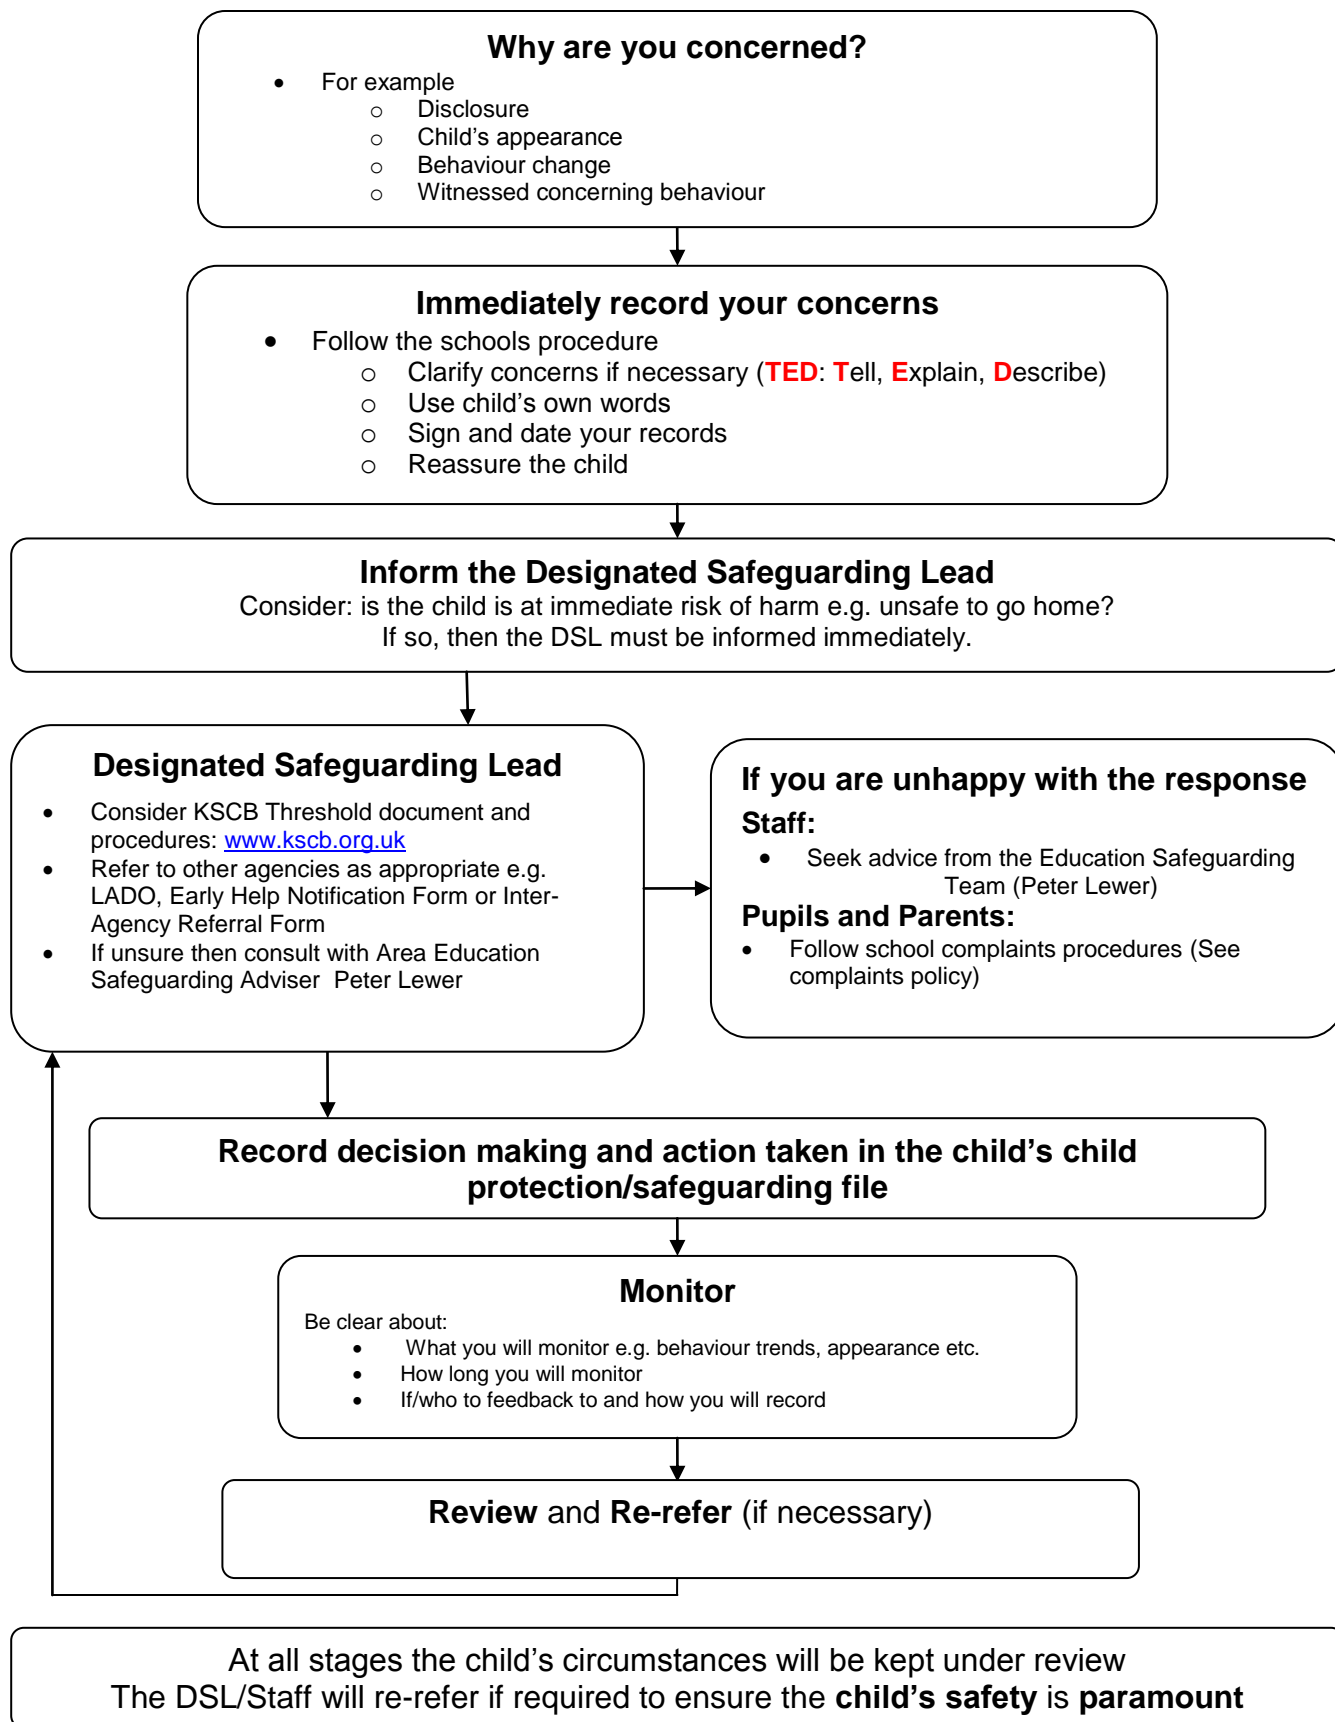 Why are you concerned?
• For example
o Disclosure
o Child’s appearance
o Behaviour change
o Witnessed concerning behaviour
Immediately record your concerns
• Follow the schools procedure
o Clarify concerns if necessary (TED: Tell, Explain, Describe)
o Use child’s own words
o Sign and date your records
o Reassure the child
Inform the Designated Safeguarding Lead
Consider: is the child is at immediate risk of harm e.g. unsafe to go home?
If so, then the DSL must be informed immediately.
Designated Safeguarding Lead
• Consider KSCB Threshold document and
procedures: www.kscb.org.uk
• Refer to other agencies as appropriate e.g.
LADO, Early Help Notification Form or Inter-
Agency Referral Form
• If unsure then consult with Area Education
Safeguarding Adviser  Peter Lewer
If you are unhappy with the response
Staff:
• Seek advice from the Education Safeguarding
Team (Peter Lewer)
Pupils and Parents:
• Follow school complaints procedures (See
complaints policy)
Record decision making and action taken in the child’s child
protection/safeguarding file
Monitor
Be clear about:
• What you will monitor e.g. behaviour trends, appearance etc.
• How long you will monitor
• If/who to feedback to and how you will record
Review and Re-refer (if necessary)
At all stages the child’s circumstances will be kept under review
The DSL/Staff will re-refer if required to ensure the child’s safety is paramount